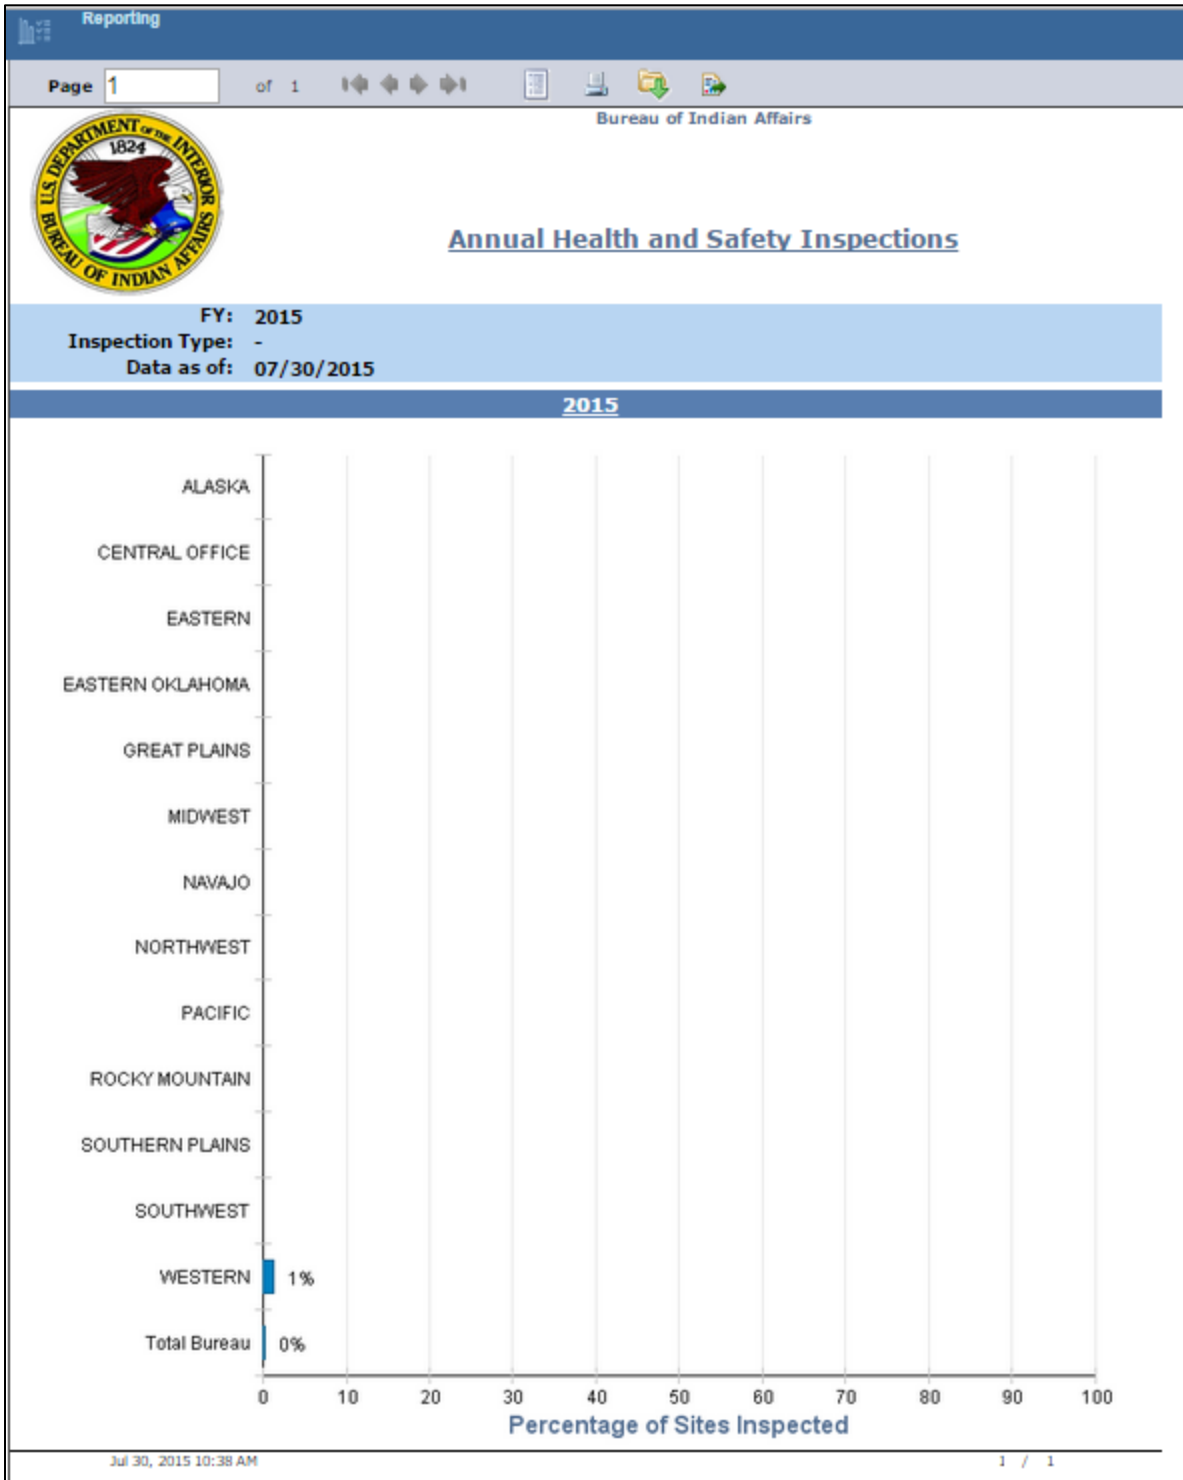 Reporting
Page 1 of 1
Bureau of Indian Affairs
U.S. DEPARTMENT OF THE INTERIOR
1824
BUREAU OF INDIAN AFFAIRS
Annual Health and Safety Inspections
FY: 2015
Inspection Type: -
Data as of: 07/30/2015
2015
ALASKA
CENTRAL OFFICE
EASTERN
EASTERN OKLAHOMA
GREAT PLAINS
MIDWEST
NAVAJO
NORTHWEST
PACIFIC
ROCKY MOUNTAIN
SOUTHERN PLAINS
SOUTHWEST
WESTERN 1%
Total Bureau 0%
0 10 20 30 40 50 60 70 80 90 100
Percentage of Sites Inspected
Jul 30, 2015 10:38 AM 1 / 1